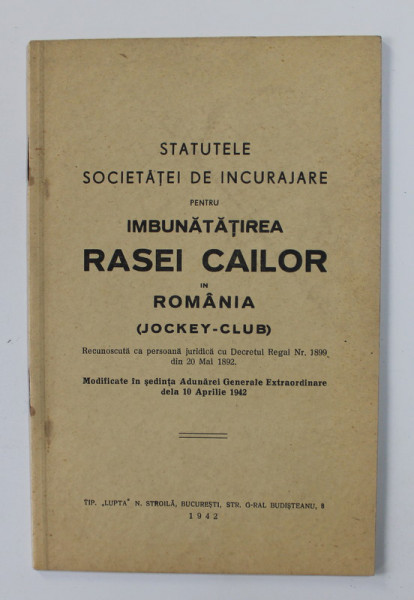 STATUTELE
SOCIETĂȚEI DE INCURAJARE
PENTRU
IMBUNĂTĂȚIREA
RASEI CAILOR
IN
ROMÂNIA
(JOCKEY-CLUB)
Recunoscută ca persoană juridică cu Decretul Regal Nr. 1899
din 20 Mai 1892.
Modificate în ședința Adunărei Generale Extraordinare
dela 10 Aprilie 1942
TIP. „LUPTA" N. STROILĂ, BUCUREȘTI, STR. G-RAL BUDIȘTEANU, 8
1942